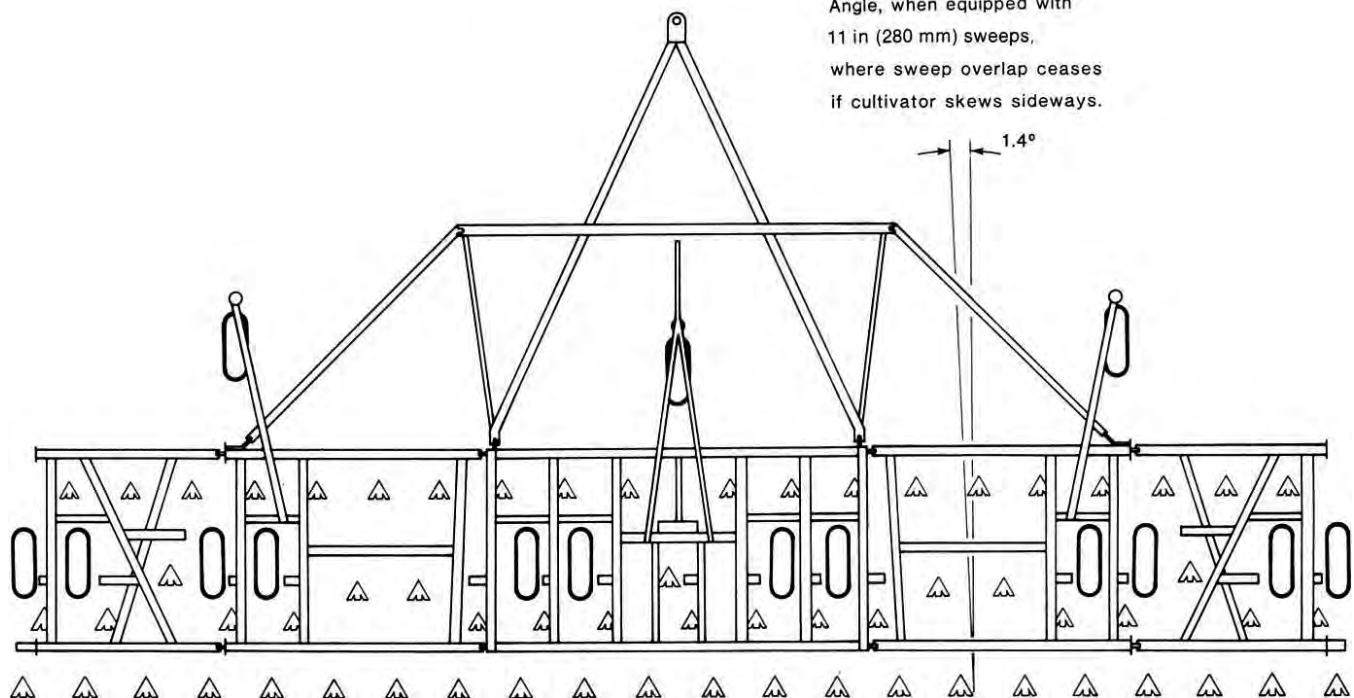 Angle, when equipped with
11 in (280 mm) sweeps,
where sweep overlap ceases
if cultivator skews sideways.
1.4°